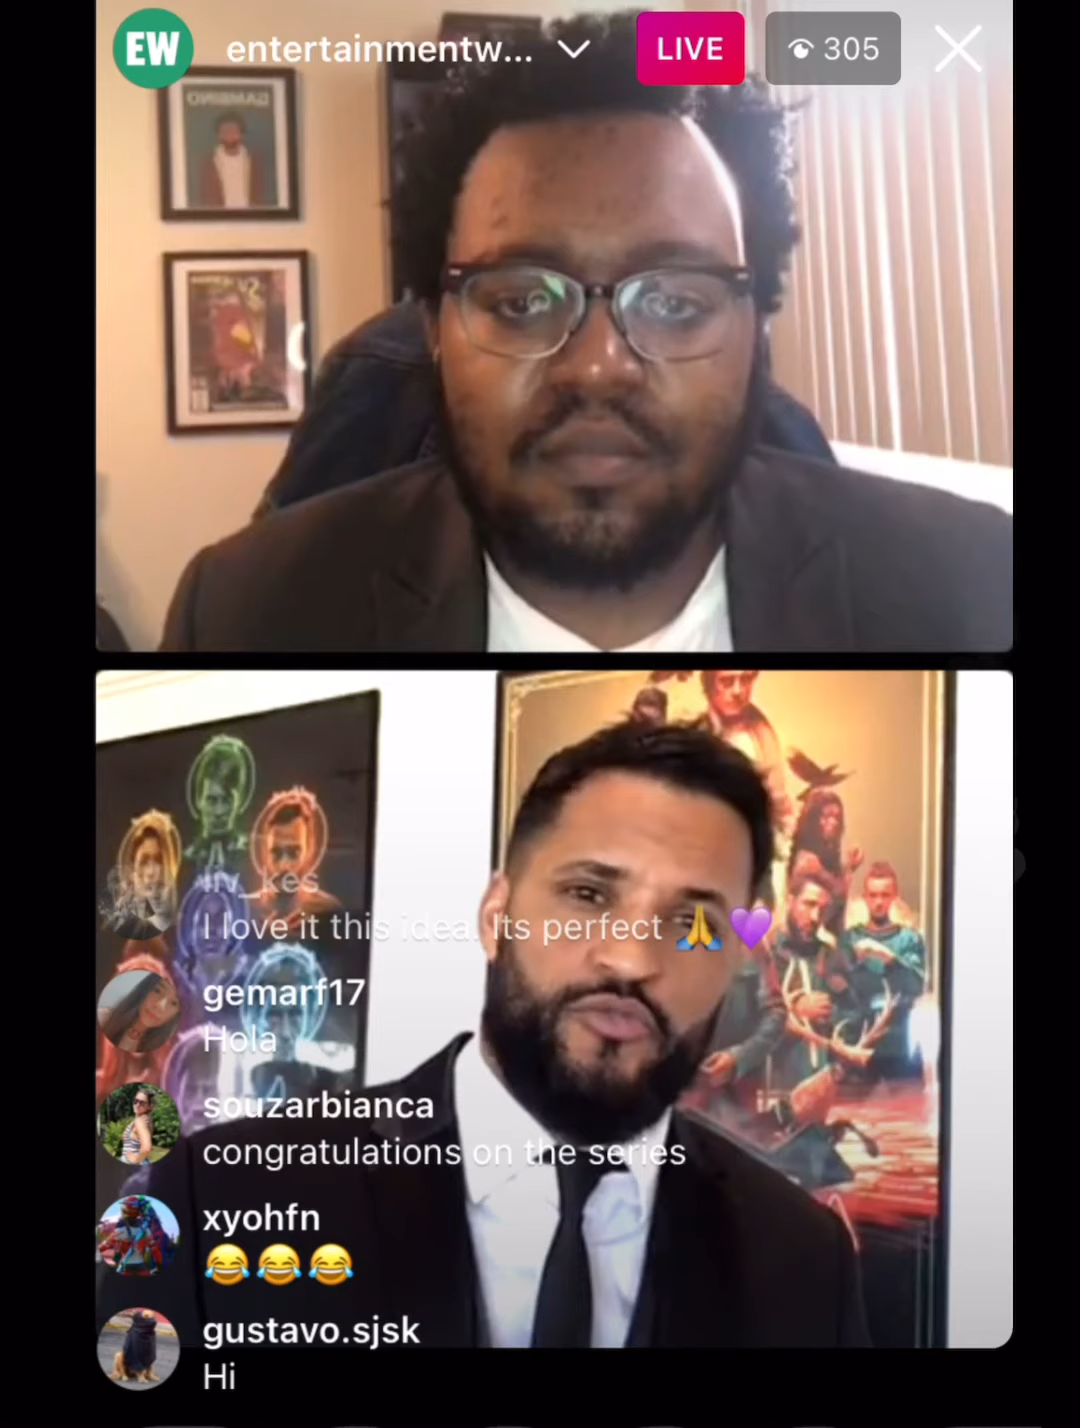 EW
entertainmentw...
LIVE
305
I love it this idea. Its perfect 🙏💜
gemarf17
Hola
souzarbianca
congratulations on the series
xyohfn
😂😂😂
gustavo.sjsk
Hi